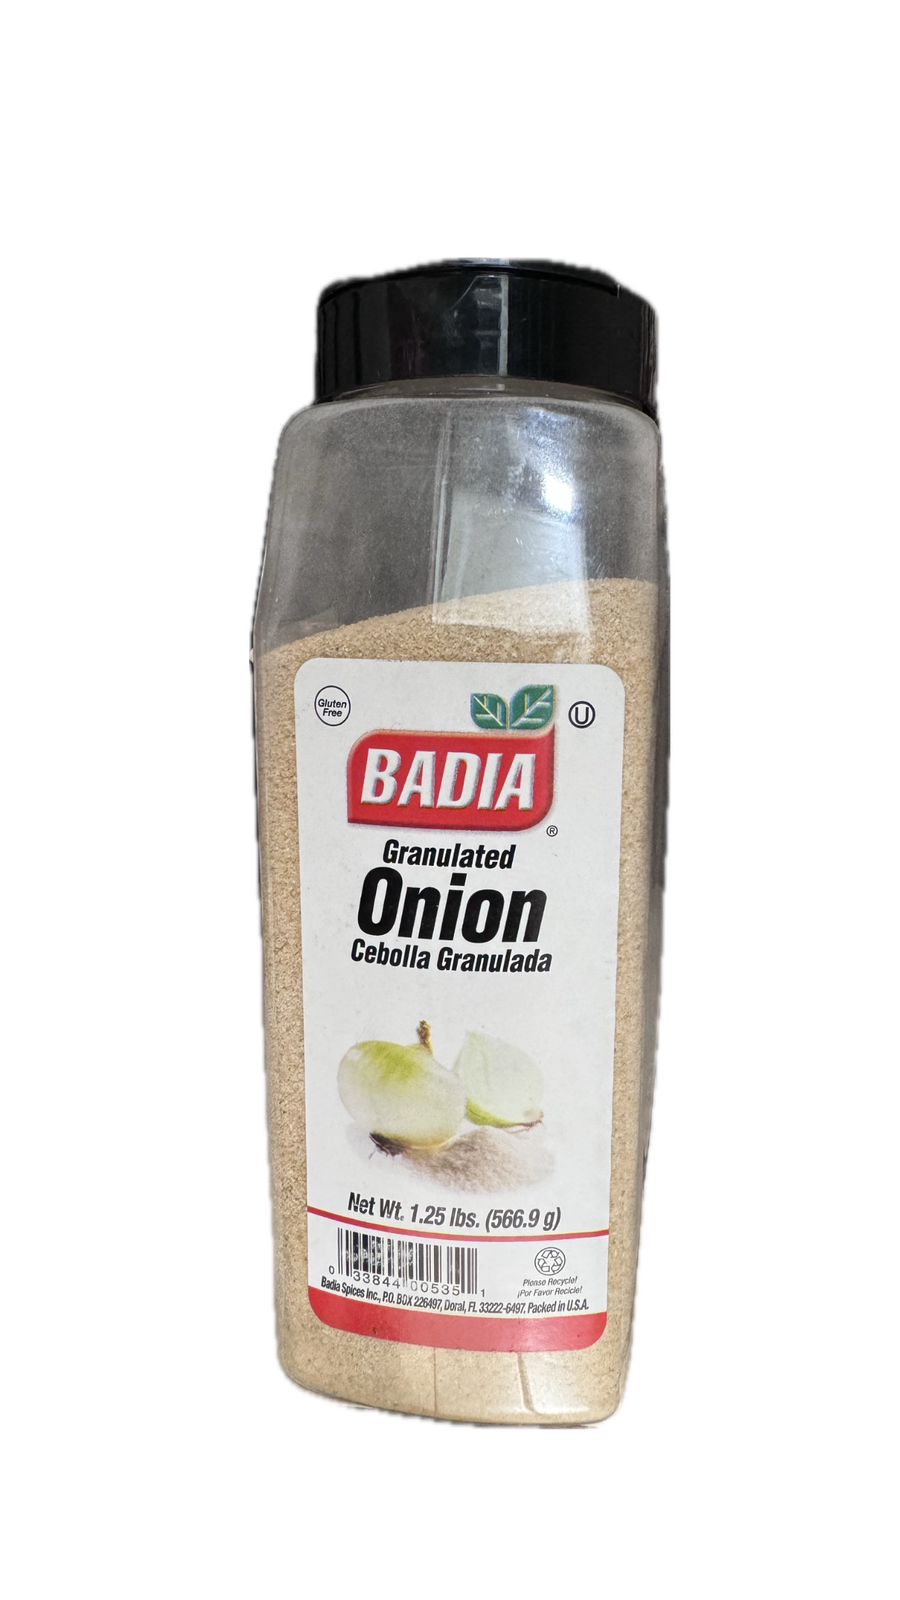 Gluten
Free
U
BADIA
®
Granulated
Onion
Cebolla Granulada
Net Wt. 1.25 lbs. (566.9 g)
0 33844 00535 1
Please Recycle!
¡Por Favor Recicle!
Badia Spices Inc., P.O. BOX 226497, Doral, FL 33222-6497. Packed in U.S.A.